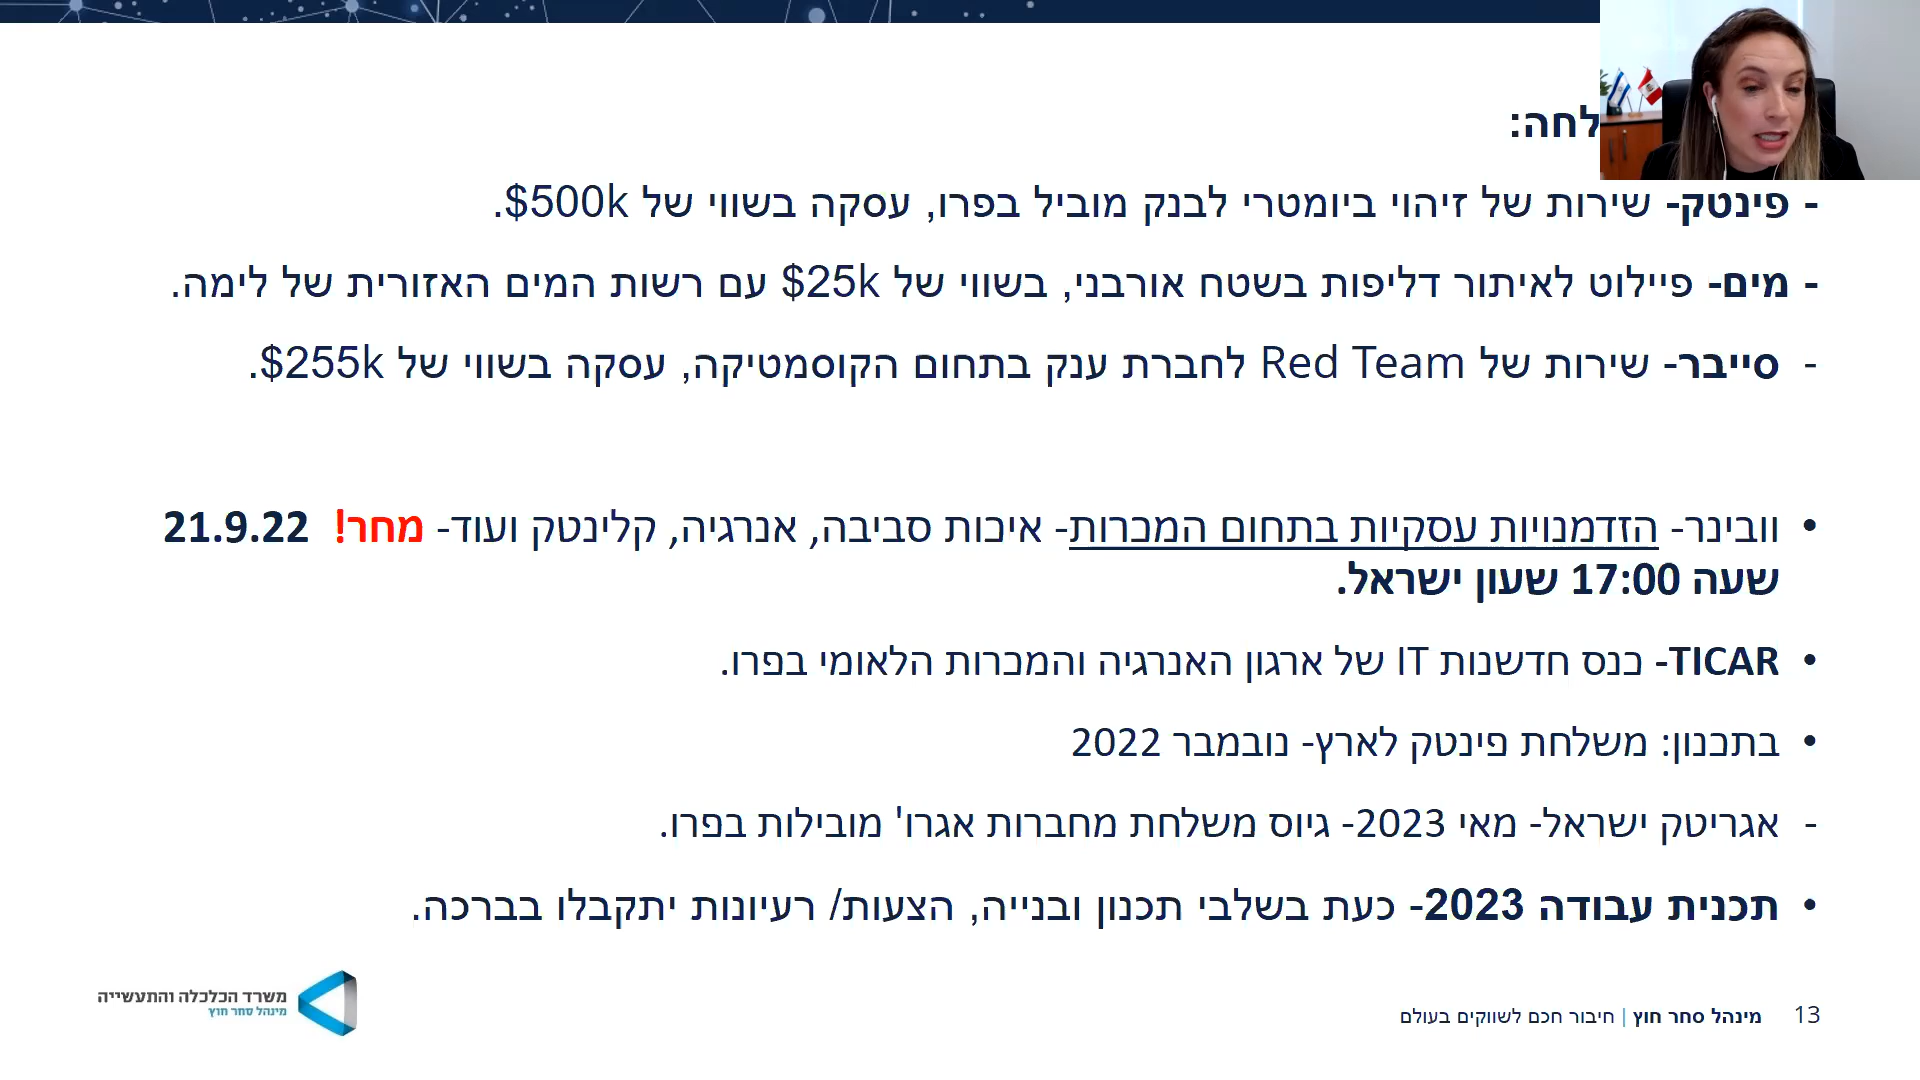 - פינטק- שירות של זיהוי ביומטרי לבנק מוביל בפרו, עסקה בשווי של $500k.
- מים- פיילוט לאיתור דליפות בשטח אורבני, בשווי של $25k עם רשות המים האזורית של לימה.
- סייבר- שירות של Red Team לחברת ענק בתחום הקוסמטיקה, עסקה בשווי של $255k.
• וובינר- הזדמנויות עסקיות בתחום המכרות- איכות סביבה, אנרגיה, קלינטק ועוד- מחר! 21.9.22
שעה 17:00 שעון ישראל.
• TICAR- כנס חדשנות IT של ארגון האנרגיה והמכרות הלאומי בפרו.
• בתכנון: משלחת פינטק לארץ- נובמבר 2022
- אגריטק ישראל- מאי 2023- גיוס משלחת מחברות אגרו' מובילות בפרו.
• תכנית עבודה 2023- כעת בשלבי תכנון ובנייה, הצעות/ רעיונות יתקבלו בברכה.
משרד הכלכלה והתעשייה
מינהל סחר חוץ
13 מינהל סחר חוץ | חיבור חכם לשווקים בעולם